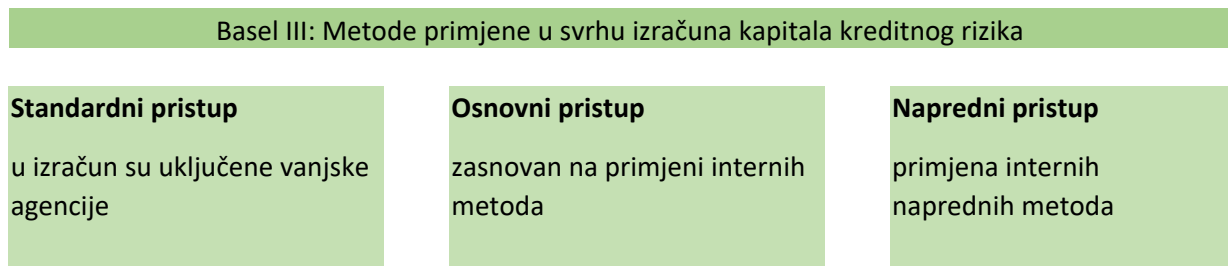 Basel III: Metode primjene u svrhu izračuna kapitala kreditnog rizika
Standardni pristup
u izračun su uključene vanjske
agencije
Osnovni pristup
zasnovan na primjeni internih
metoda
Napredni pristup
primjena internih
naprednih metoda